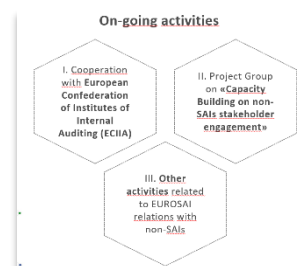 On-going activities
I. Cooperation
with European
Confederation
of Institutes of
Internal
Auditing (ECIIA)
II. Project Group
on «Capacity
Building on non-
SAIs stakeholder
engagement»
III. Other
activities related
to EUROSAI
relations with
non-SAIs